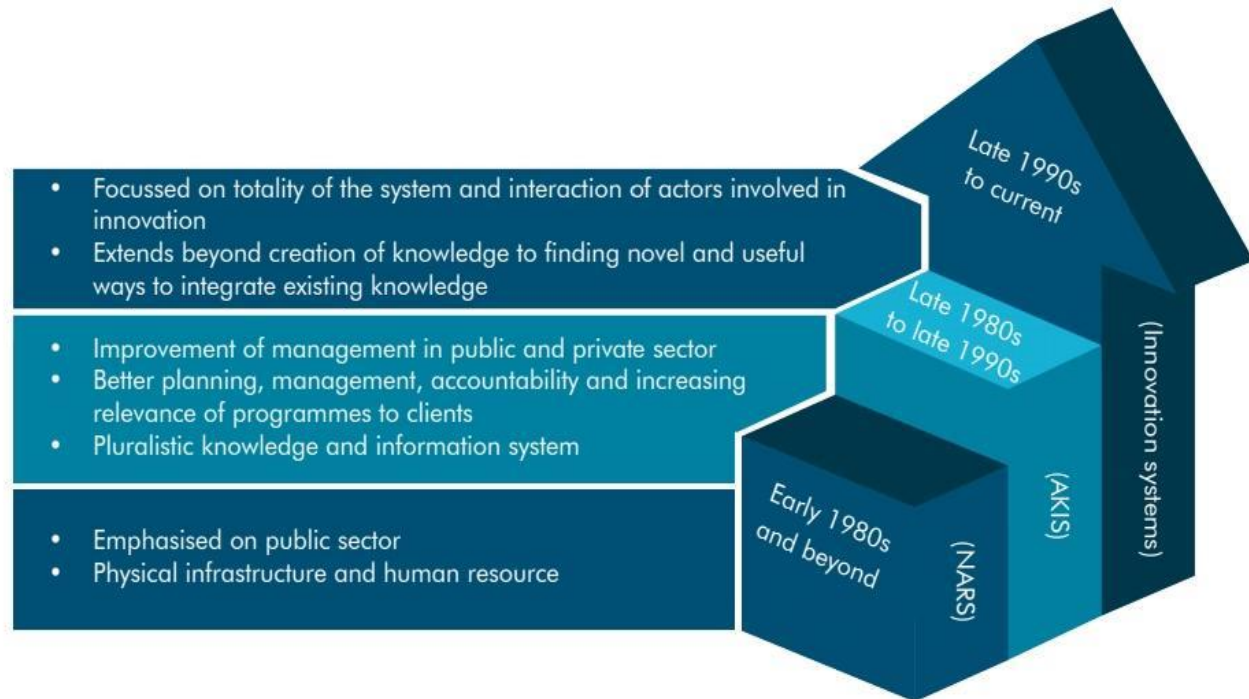 Late 1990s
to current
• Focussed on totality of the system and interaction of actors involved in
innovation
• Extends beyond creation of knowledge to finding novel and useful
ways to integrate existing knowledge
(Innovation systems)
Late 1980s
to late 1990s
• Improvement of management in public and private sector
• Better planning, management, accountability and increasing
relevance of programmes to clients
• Pluralistic knowledge and information system
(AKIS)
Early 1980s
and beyond
• Emphasised on public sector
• Physical infrastructure and human resource
(NARS)